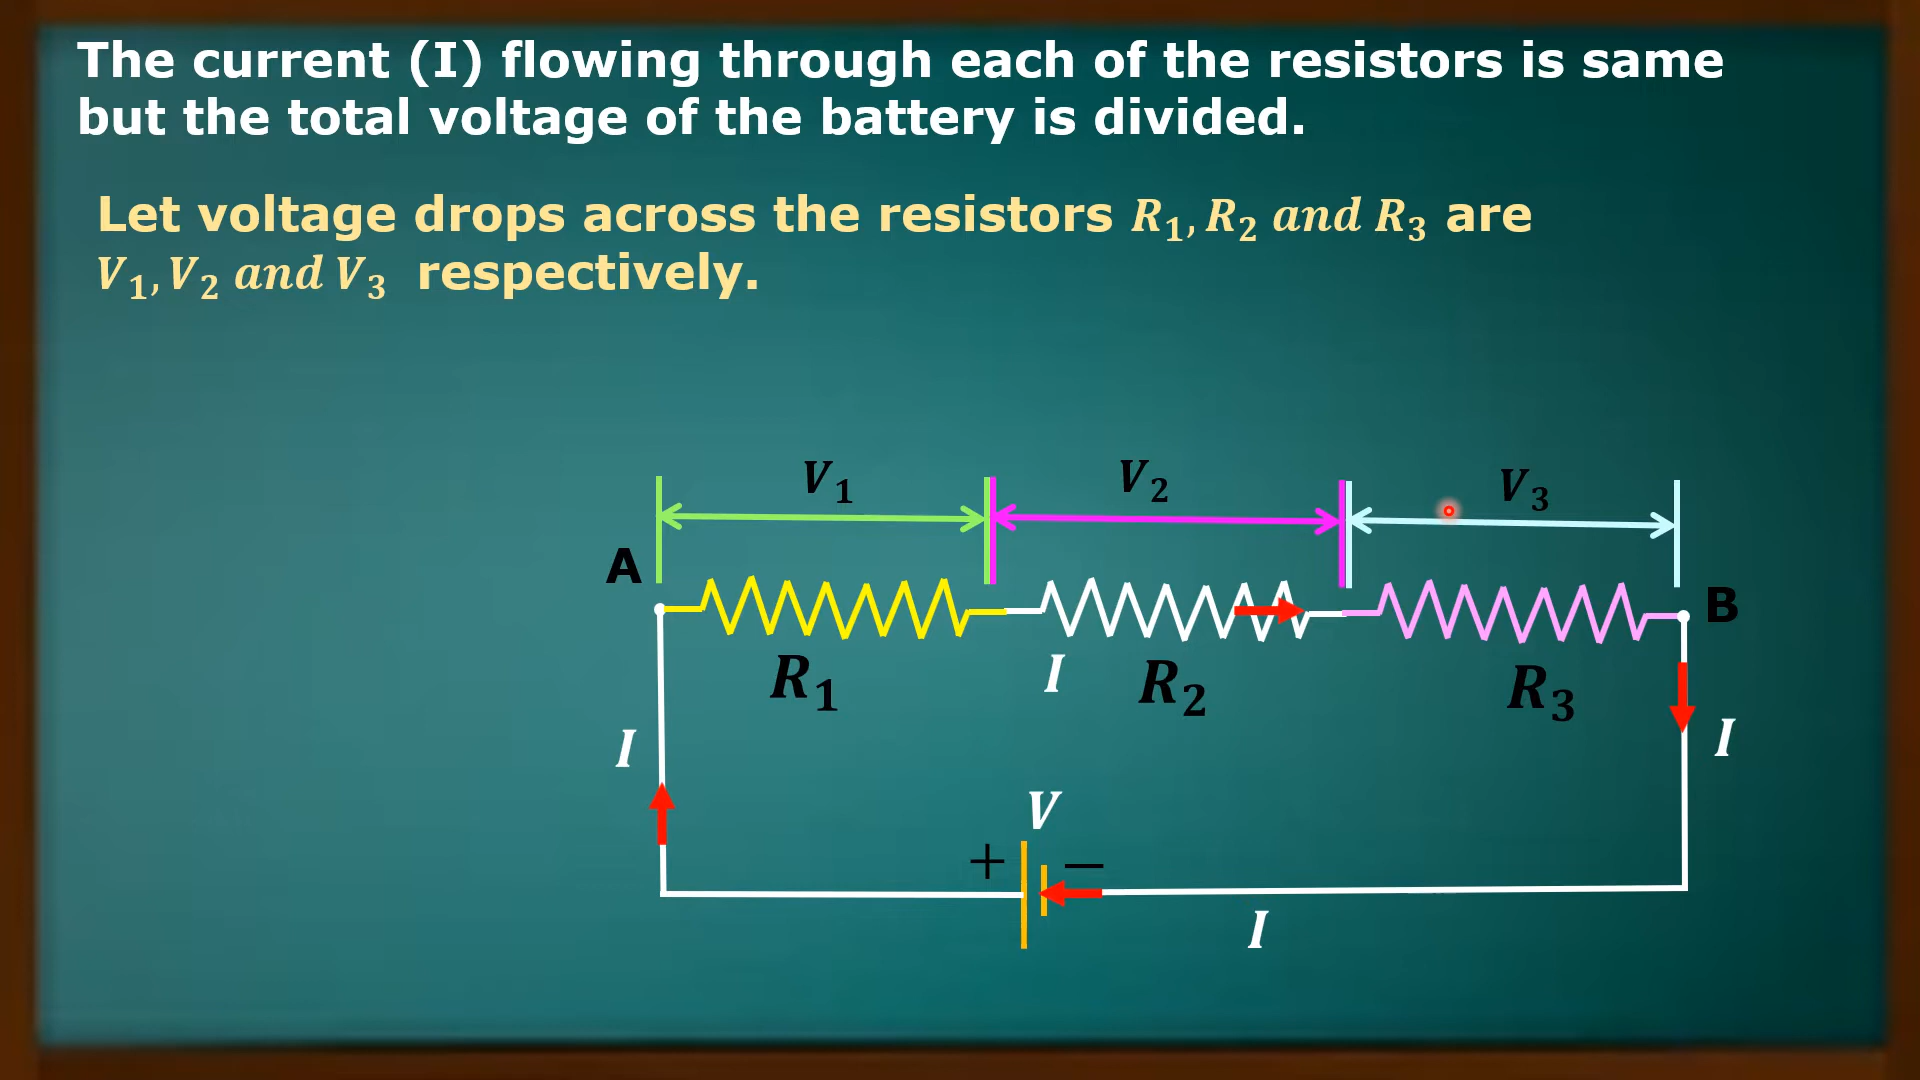 The current (I) flowing through each of the resistors is same
but the total voltage of the battery is divided.
Let voltage drops across the resistors R₁, R₂ and R₃ are
V₁, V₂ and V₃ respectively.
V₁ V₂ V₃
A B
R₁ I R₂ R₃
I I
V
+ −
I